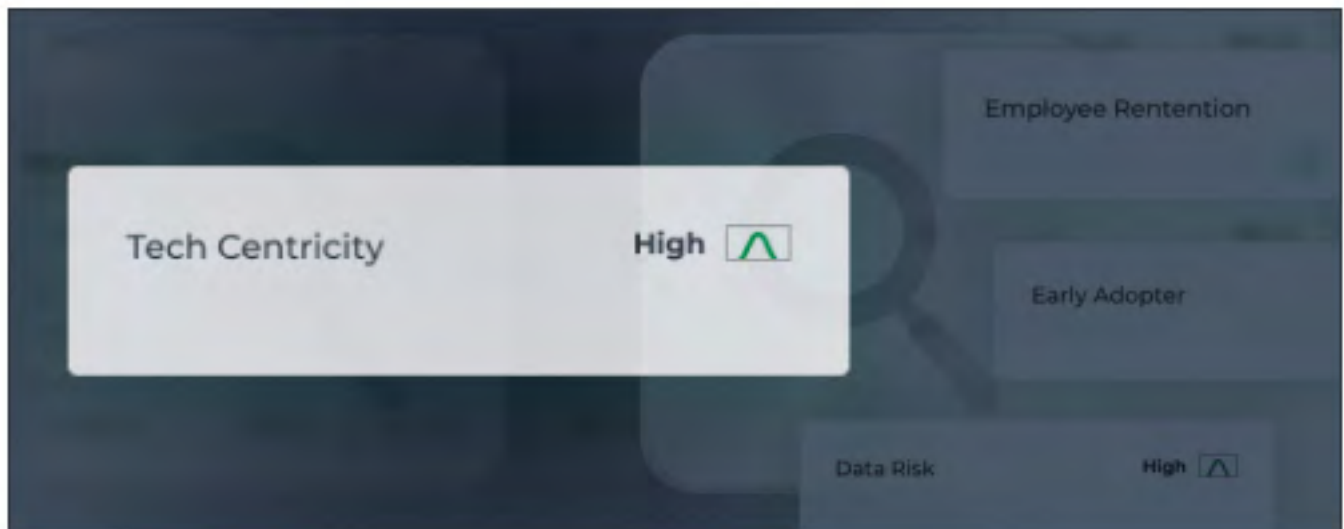 Employee Rentention
Tech Centricity High
Early Adopter
Data Risk High